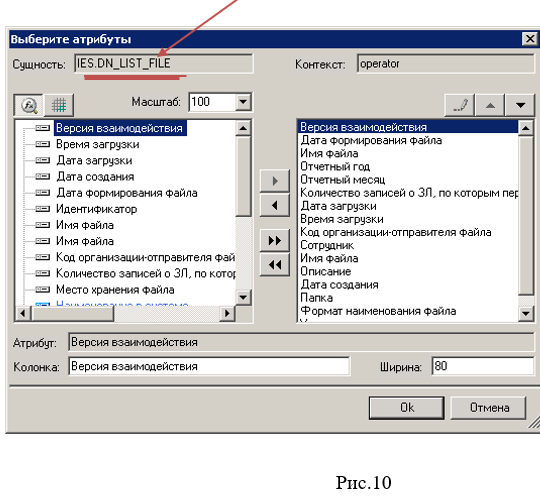 Выберите атрибуты
Сущность: IES.DN_LIST_FILE
Контекст: operator
Масштаб: 100
Версия взаимодействия
Время загрузки
Дата загрузки
Дата создания
Дата формирования файла
Идентификатор
Имя файла
Имя файла
Код организации-отправителя фай
Количество записей о ЗЛ, по котор
Место хранения файла
Наименование в системе
Версия взаимодействия
Дата формирования файла
Имя файла
Отчетный год
Отчетный месяц
Количество записей о ЗЛ, по которым пер
Дата загрузки
Время загрузки
Код организации-отправителя файла
Сотрудник
Имя файла
Описание
Дата создания
Папка
Формат наименования файла
Атрибут: Версия взаимодействия
Колонка: Версия взаимодействия
Ширина: 80
Ok Отмена
Рис.10